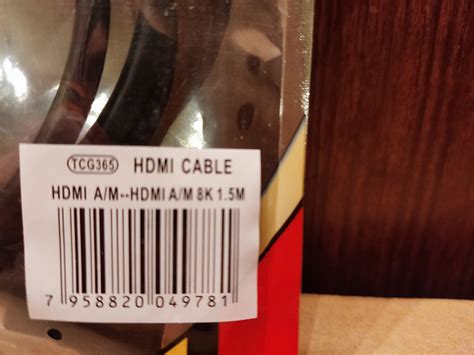 TCG365 HDMI CABLE
HDMI A/M--HDMI A/M 8K 1.5M
7 958820 049781